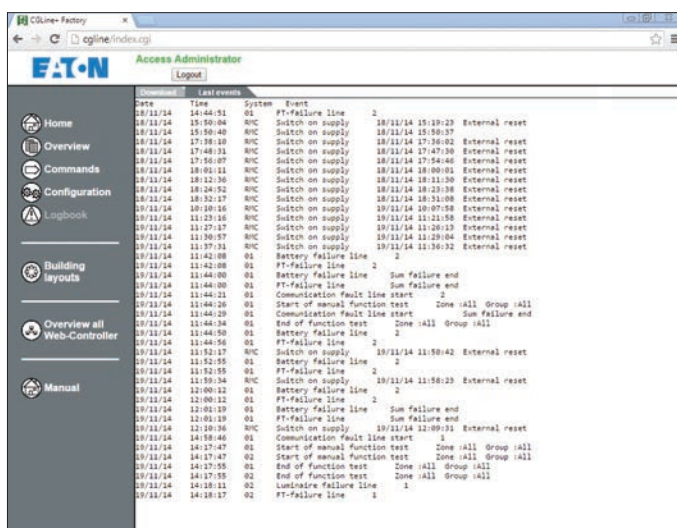 CGLine+ Factory
cgline/index.cgi
EATON
Access Administrator
Logout
Download Last events
Home
Overview
Commands
Configuration
Logbook
Building layouts
Overview all Web-Controller
Manual
Date Time System Event
18/11/14 14:44:51 01 FT-failure line 2
18/11/14 15:50:04 RMC Switch on supply 18/11/14 15:19:23 External reset
18/11/14 15:50:40 RMC Switch on supply 18/11/14 15:50:37
18/11/14 17:38:10 RMC Switch on supply 18/11/14 17:36:02 External reset
18/11/14 17:48:31 RMC Switch on supply 18/11/14 17:47:30 External reset
18/11/14 17:56:07 RMC Switch on supply 18/11/14 17:54:46 External reset
18/11/14 18:01:11 RMC Switch on supply 18/11/14 18:00:01 External reset
18/11/14 18:12:36 RMC Switch on supply 18/11/14 18:11:30 External reset
18/11/14 18:24:52 RMC Switch on supply 18/11/14 18:23:38 External reset
18/11/14 18:32:17 RMC Switch on supply 18/11/14 18:31:08 External reset
19/11/14 10:10:16 RMC Switch on supply 19/11/14 10:07:58 External reset
19/11/14 11:23:16 RMC Switch on supply 19/11/14 11:21:58 External reset
19/11/14 11:27:17 RMC Switch on supply 19/11/14 11:26:13 External reset
19/11/14 11:30:57 RMC Switch on supply 19/11/14 11:29:04 External reset
19/11/14 11:37:31 RMC Switch on supply 19/11/14 11:36:32 External reset
19/11/14 11:42:08 01 Battery failure line 2
19/11/14 11:42:08 01 FT-failure line 2
19/11/14 11:44:00 01 Battery failure line Sum failure end
19/11/14 11:44:00 01 FT-failure line Sum failure end
19/11/14 11:44:21 01 Communication fault line start 2
19/11/14 11:44:26 01 Start of manual function test Zone :All Group :All
19/11/14 11:44:29 01 Communication fault line start Sum failure end
19/11/14 11:44:34 01 End of function test Zone :All Group :All
19/11/14 11:44:50 01 Battery failure line 2
19/11/14 11:44:56 01 FT-failure line 2
19/11/14 11:52:17 RMC Switch on supply 19/11/14 11:50:42 External reset
19/11/14 11:52:55 01 Battery failure line 2
19/11/14 11:52:55 01 FT-failure line 2
19/11/14 11:59:34 RMC Switch on supply 19/11/14 11:58:23 External reset
19/11/14 12:00:12 01 Battery failure line 2
19/11/14 12:00:12 01 FT-failure line 2
19/11/14 12:01:19 01 Battery failure line Sum failure end
19/11/14 12:01:19 01 FT-failure line Sum failure end
19/11/14 12:10:36 RMC Switch on supply 19/11/14 12:09:31 External reset
19/11/14 14:58:46 01 Communication fault line start 1
19/11/14 14:17:47 01 Start of manual function test Zone :All Group :All
19/11/14 14:17:47 02 Start of manual function test Zone :All Group :All
19/11/14 14:17:55 01 End of function test Zone :All Group :All
19/11/14 14:17:55 02 End of function test Zone :All Group :All
19/11/14 14:18:11 02 Luminaire failure line 1
19/11/14 14:18:17 02 FT-failure line 1